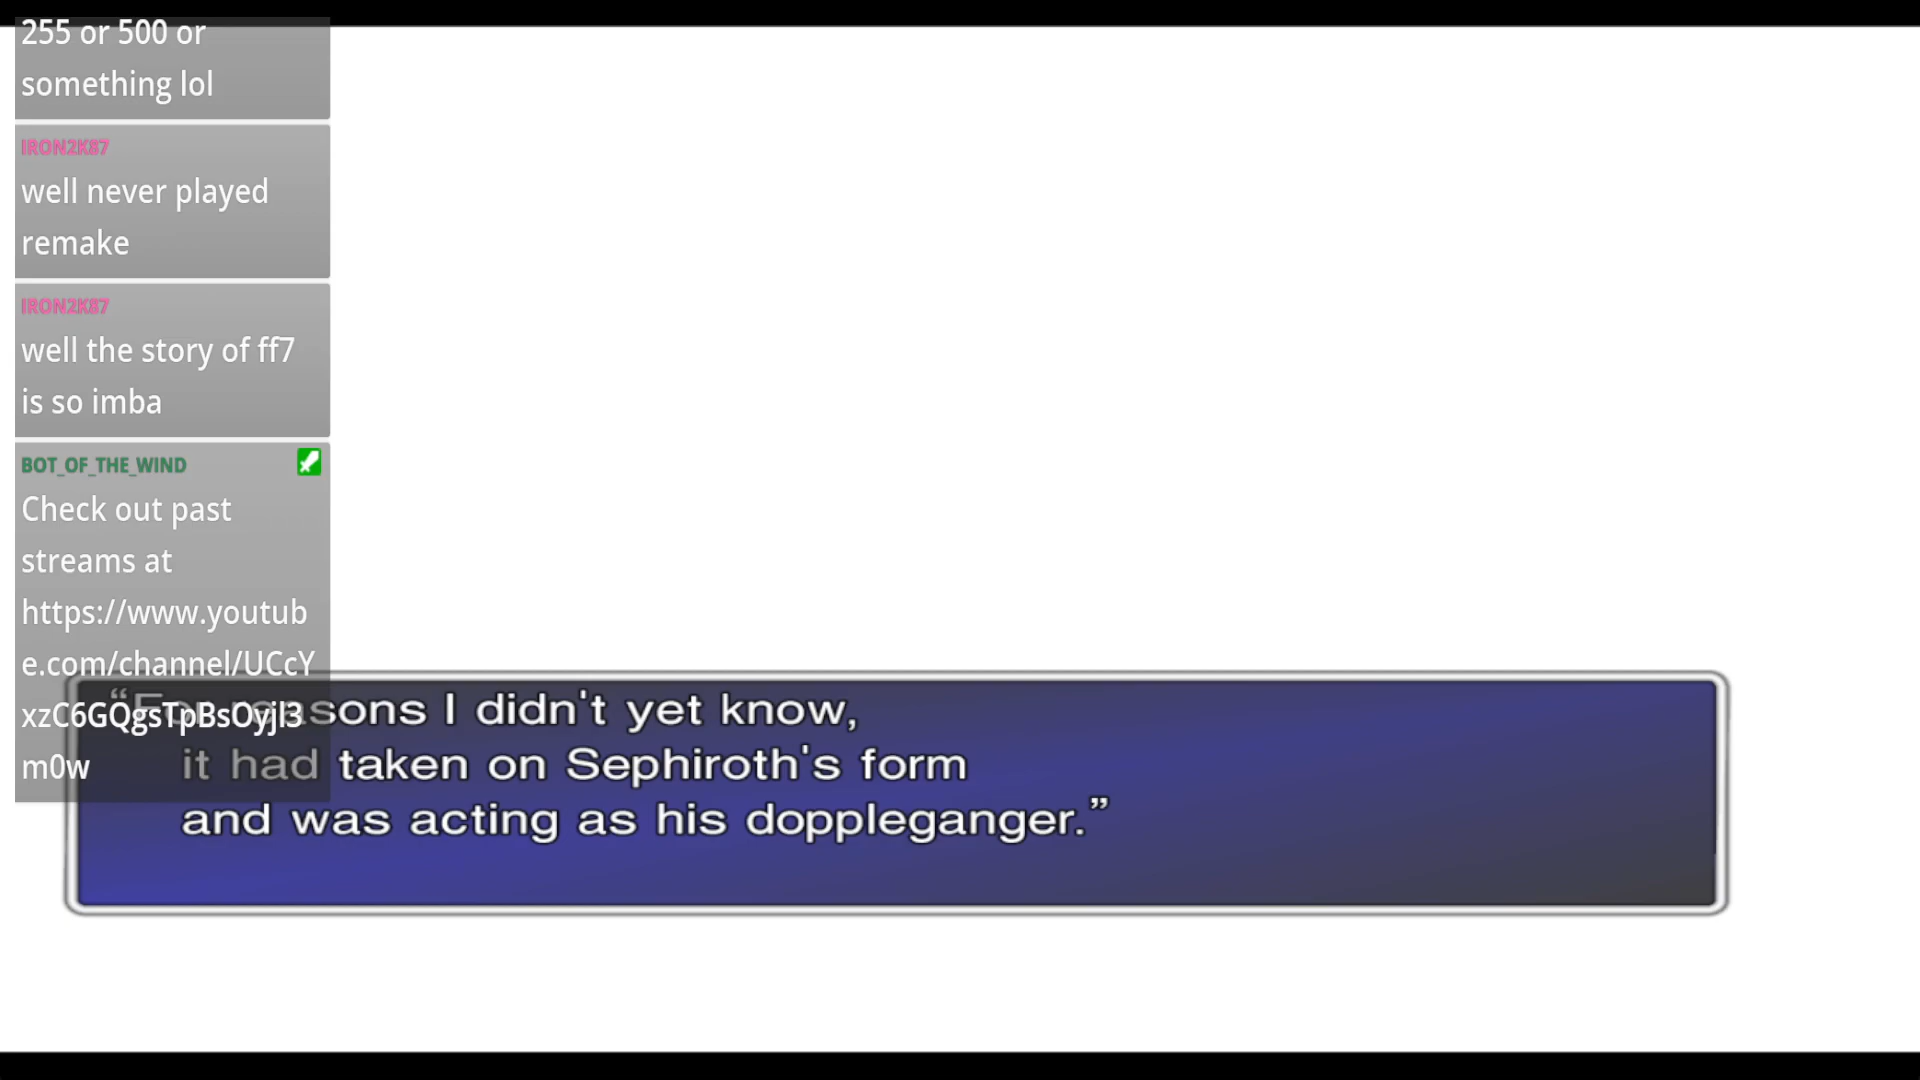 255 or 500 or
something lol
IRON2K87
well never played
remake
IRON2K87
well the story of ff7
is so imba
BOT_OF_THE_WIND
Check out past
streams at
https://www.youtub
e.com/channel/UCcY
xzC6GQgsTpBsOyjl3
m0w
“For reasons I didn't yet know,
it had taken on Sephiroth's form
and was acting as his doppleganger.”